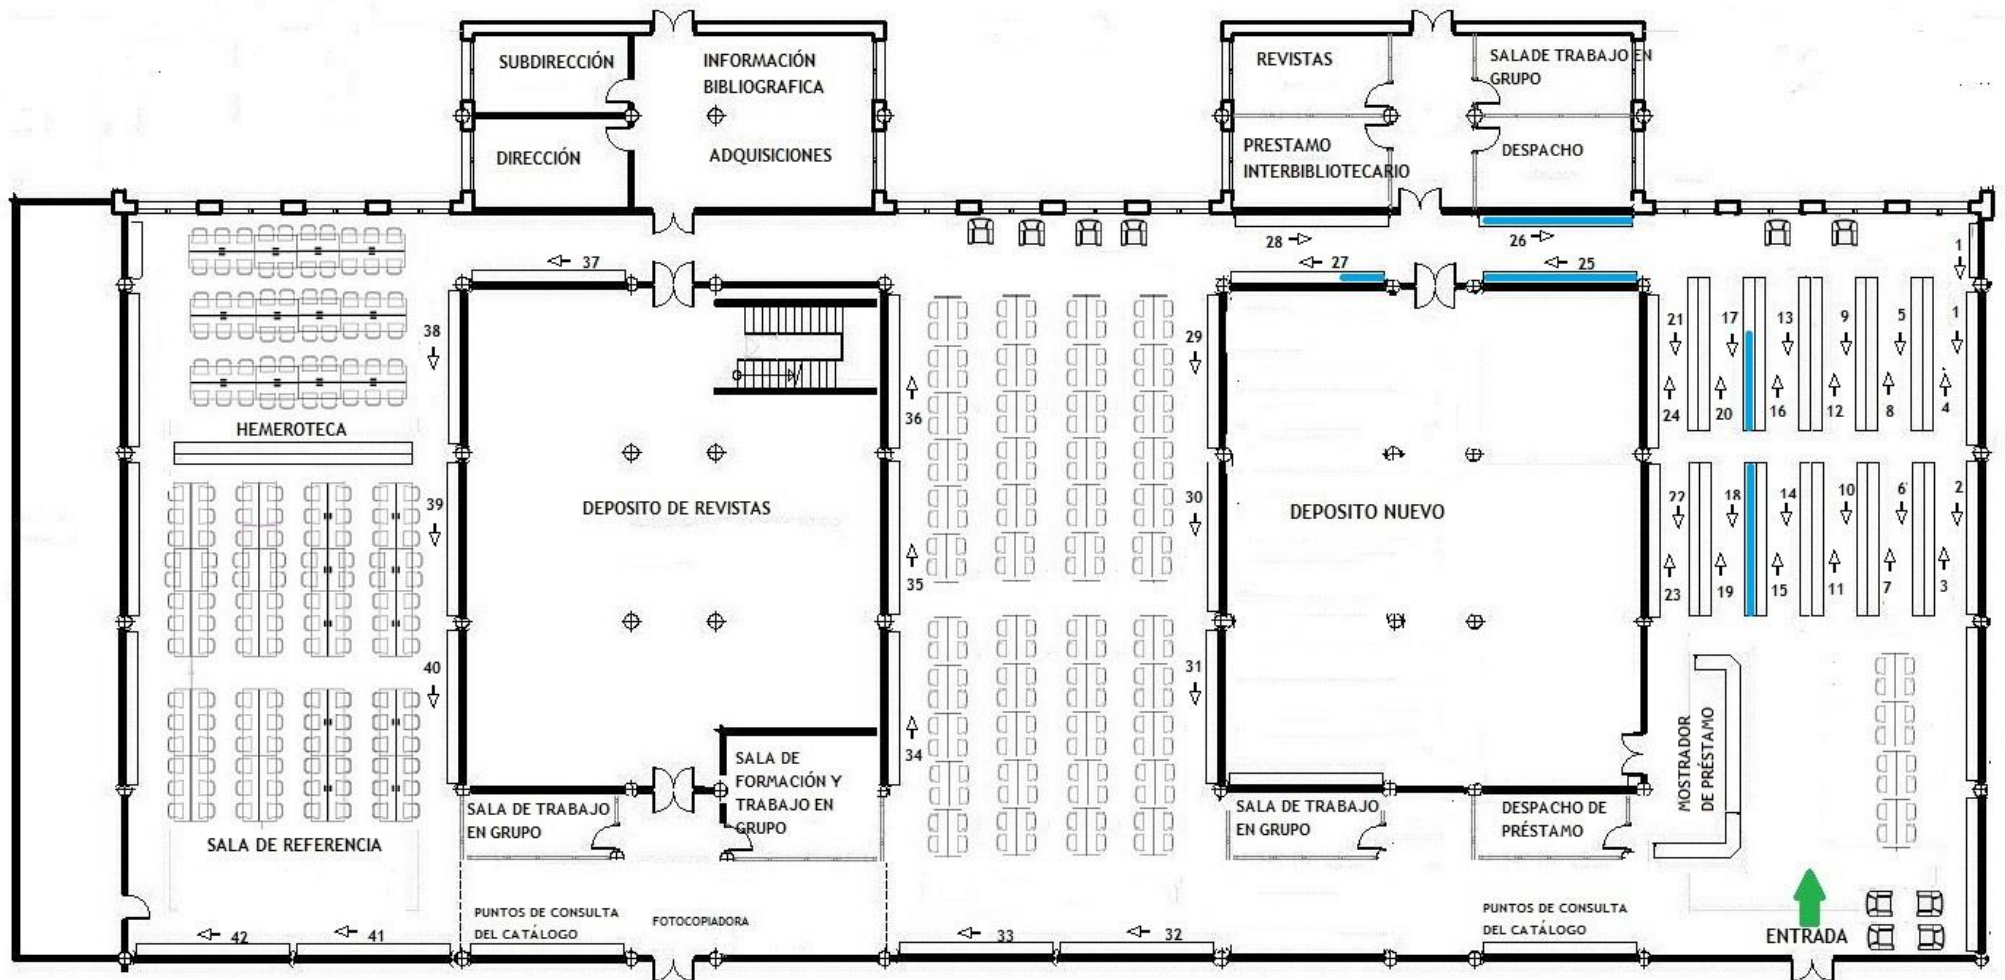 SUBDIRECCIÓN
INFORMACIÓN
BIBLIOGRAFICA
DIRECCIÓN
ADQUISICIONES
REVISTAS
SALA DE TRABAJO EN
GRUPO
PRESTAMO
INTERBIBLIOTECARIO
DESPACHO
37
28
26
27
25
1
38
29
21
17
13
9
5
1
36
24
20
16
12
8
4
HEMEROTECA
39
DEPOSITO DE REVISTAS
30
DEPOSITO NUEVO
22
18
14
10
6
2
35
23
19
15
11
7
3
40
31
34
SALA DE
FORMACIÓN Y
TRABAJO EN
GRUPO
MOSTRADOR
DE PRÉSTAMO
SALA DE TRABAJO
EN GRUPO
SALA DE TRABAJO
EN GRUPO
DESPACHO DE
PRÉSTAMO
SALA DE REFERENCIA
PUNTOS DE CONSULTA
DEL CATÁLOGO
FOTOCOPIADORA
PUNTOS DE CONSULTA
DEL CATÁLOGO
42
41
33
32
ENTRADA